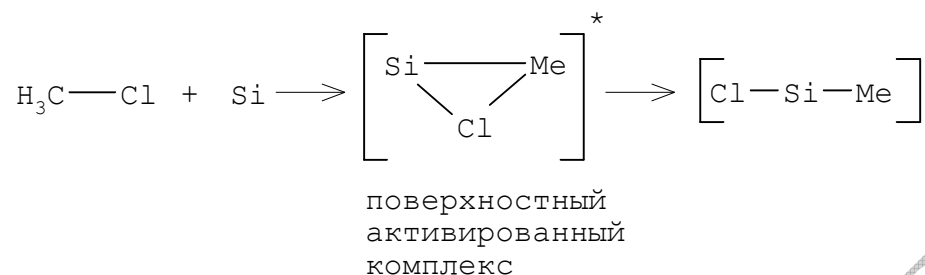 H₃C—Cl + Si → [Si Me Cl]* → [Cl—Si—Me]
поверхностный
активированный
комплекс